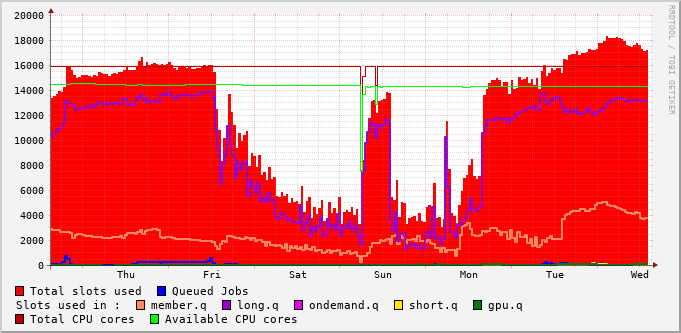 20000
18000
16000
14000
12000
10000
8000
6000
4000
2000
0
Thu Fri Sat Sun Mon Tue Wed
Total slots used Queued Jobs
Slots used in : member.q long.q ondemand.q short.q gpu.q
Total CPU cores Available CPU cores
RRDTOOL / TOBI OETIKER